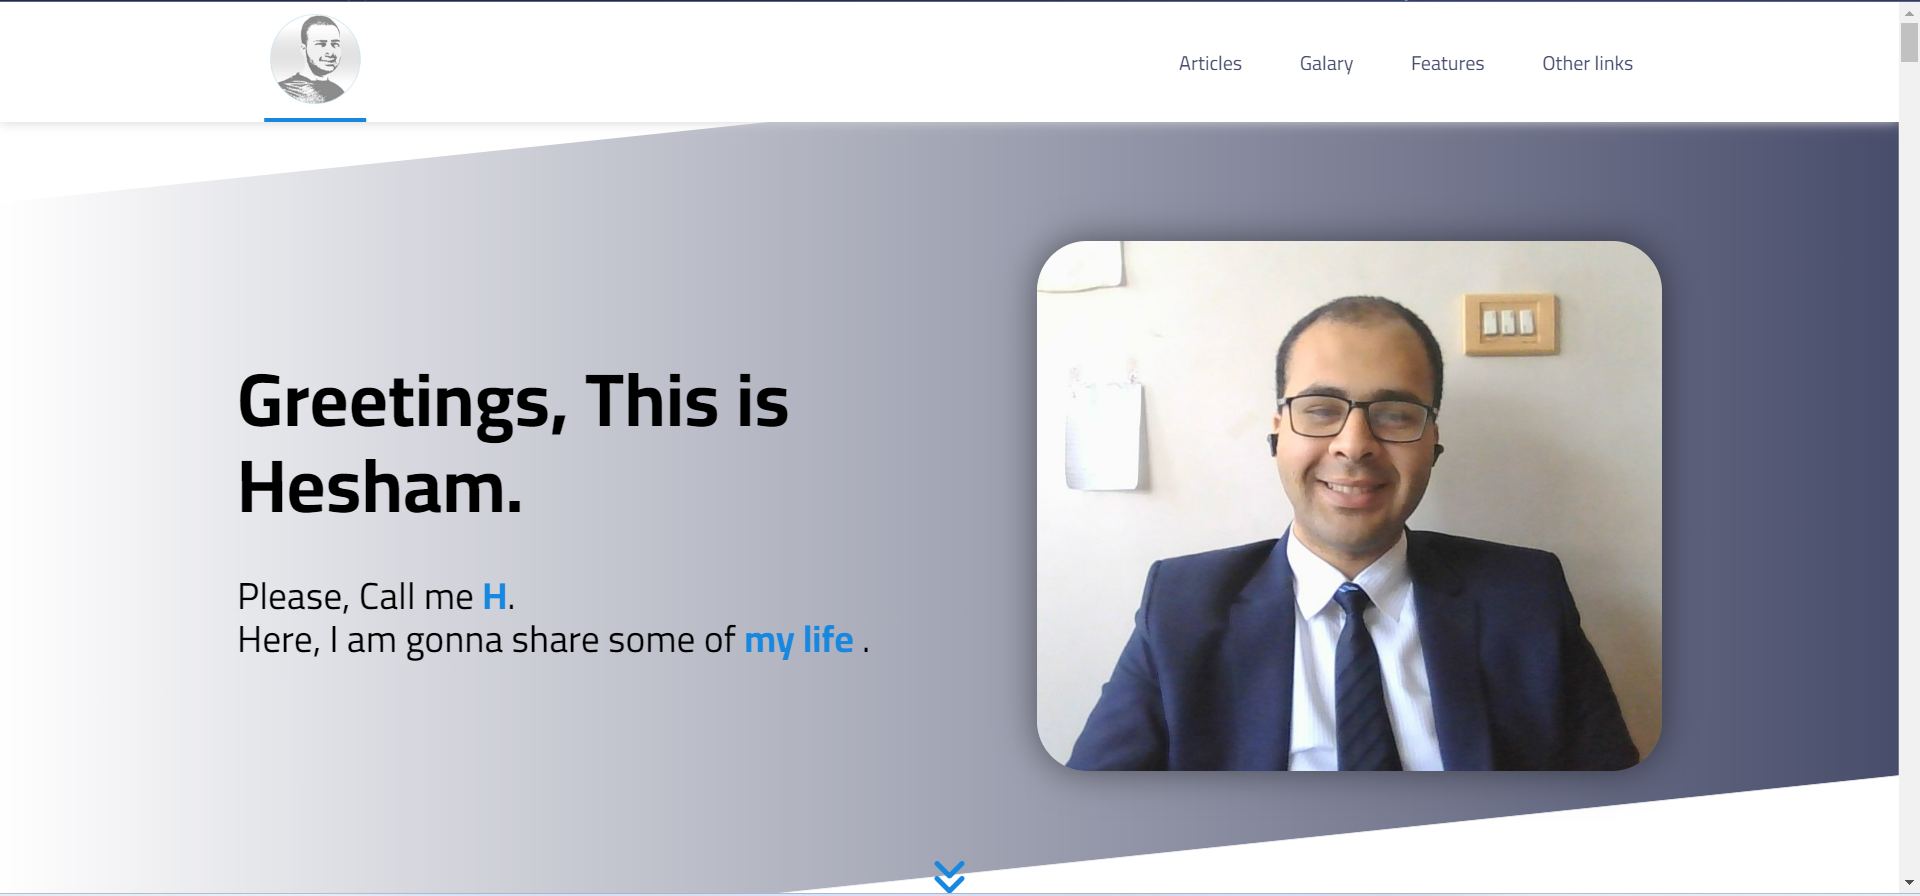 Articles
Galary
Features
Other links
Greetings, This is
Hesham.
Please, Call me H.
Here, I am gonna share some of my life .